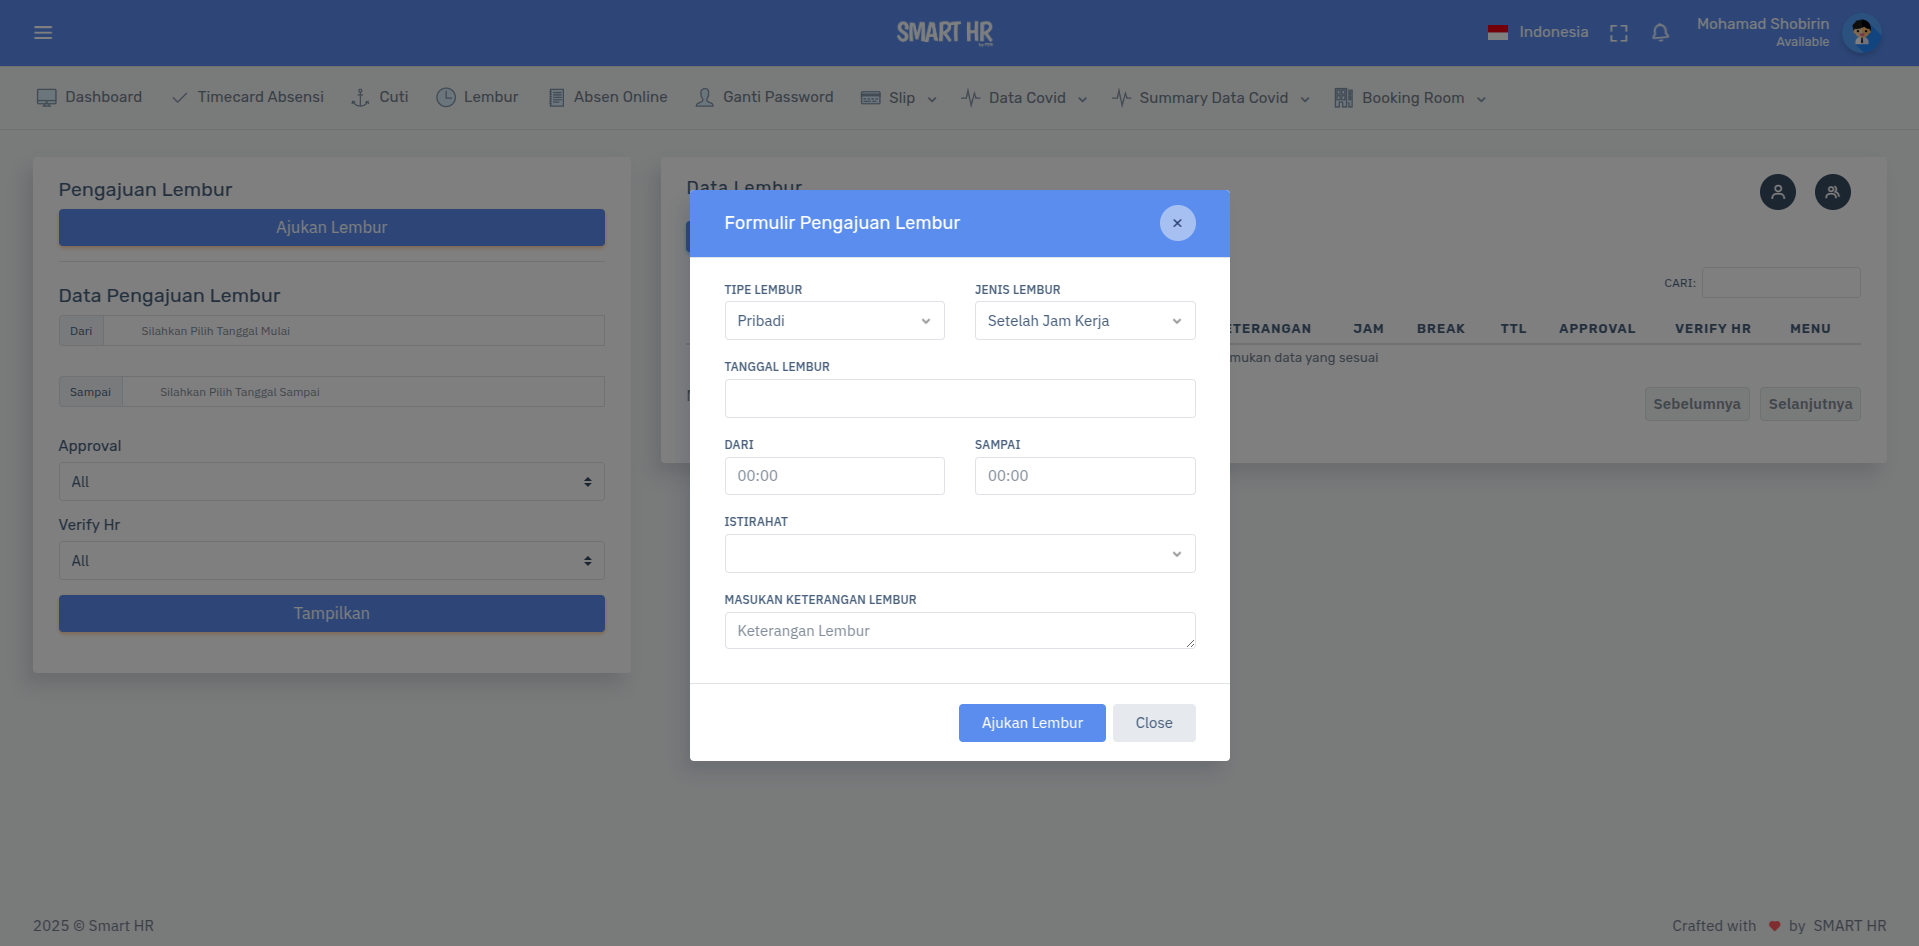 SMART HR
Indonesia
Mohamad Shobirin
Available
Dashboard
Timecard Absensi
Cuti
Lembur
Absen Online
Ganti Password
Slip
Data Covid
Summary Data Covid
Booking Room
Pengajuan Lembur
Ajukan Lembur
Data Pengajuan Lembur
Dari Silahkan Pilih Tanggal Mulai
Sampai Silahkan Pilih Tanggal Sampai
Approval
All
Verify Hr
All
Tampilkan
Data Lembur
CARI:
TERANGAN JAM BREAK TTL APPROVAL VERIFY HR MENU
mukan data yang sesuai
Sebelumnya Selanjutnya
Formulir Pengajuan Lembur
×
TIPE LEMBUR JENIS LEMBUR
Pribadi Setelah Jam Kerja
TANGGAL LEMBUR
DARI SAMPAI
00:00 00:00
ISTIRAHAT
MASUKAN KETERANGAN LEMBUR
Keterangan Lembur
Ajukan Lembur Close
2025 © Smart HR
Crafted with ♥ by SMART HR